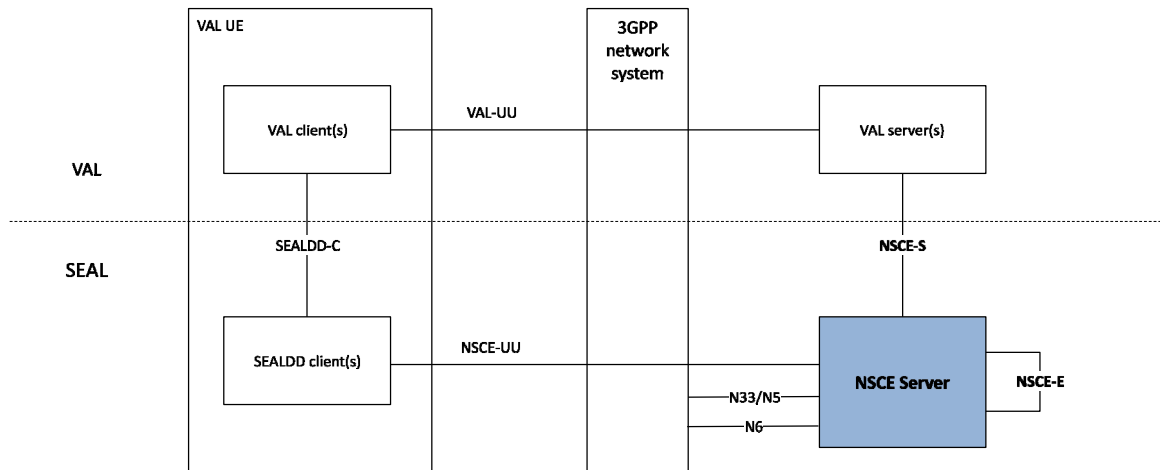 VAL UE
3GPP
network
system
VAL client(s)
VAL-UU
VAL server(s)
VAL
SEALDD-C
NSCE-S
SEAL
SEALDD client(s)
NSCE-UU
NSCE Server
NSCE-E
N33/N5
N6